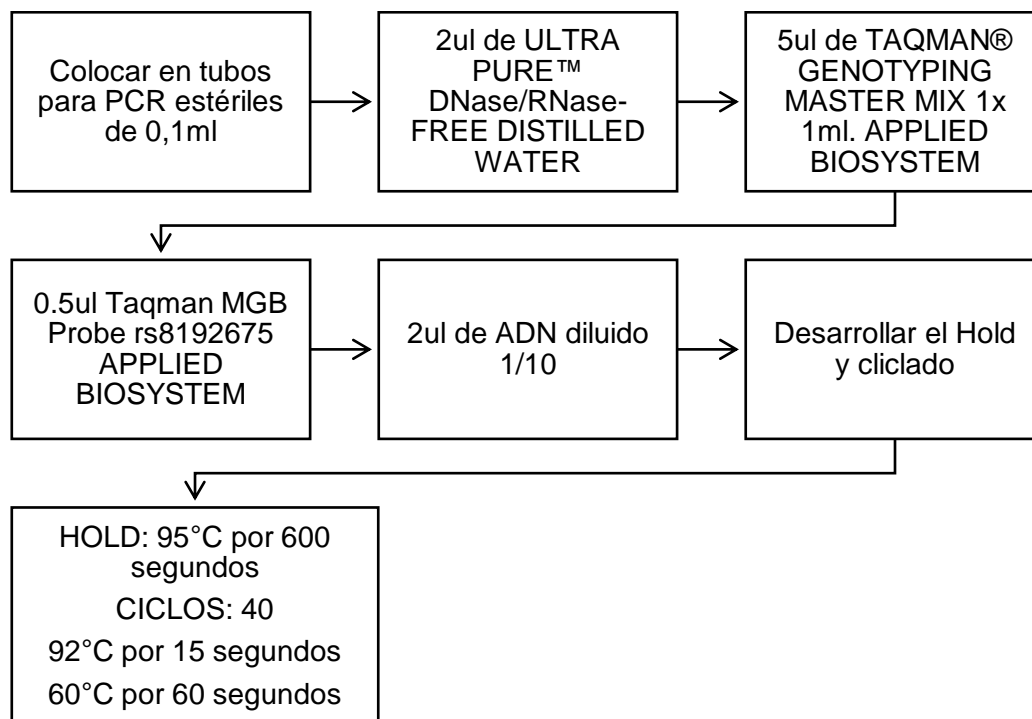 Colocar en tubos
para PCR estériles
de 0,1ml
2ul de ULTRA
PURE™
DNase/RNase-
FREE DISTILLED
WATER
5ul de TAQMAN®
GENOTYPING
MASTER MIX 1x
1ml. APPLIED
BIOSYSTEM
0.5ul Taqman MGB
Probe rs8192675
APPLIED
BIOSYSTEM
2ul de ADN diluido
1/10
Desarrollar el Hold
y cliclado
HOLD: 95°C por 600
segundos
CICLOS: 40
92°C por 15 segundos
60°C por 60 segundos